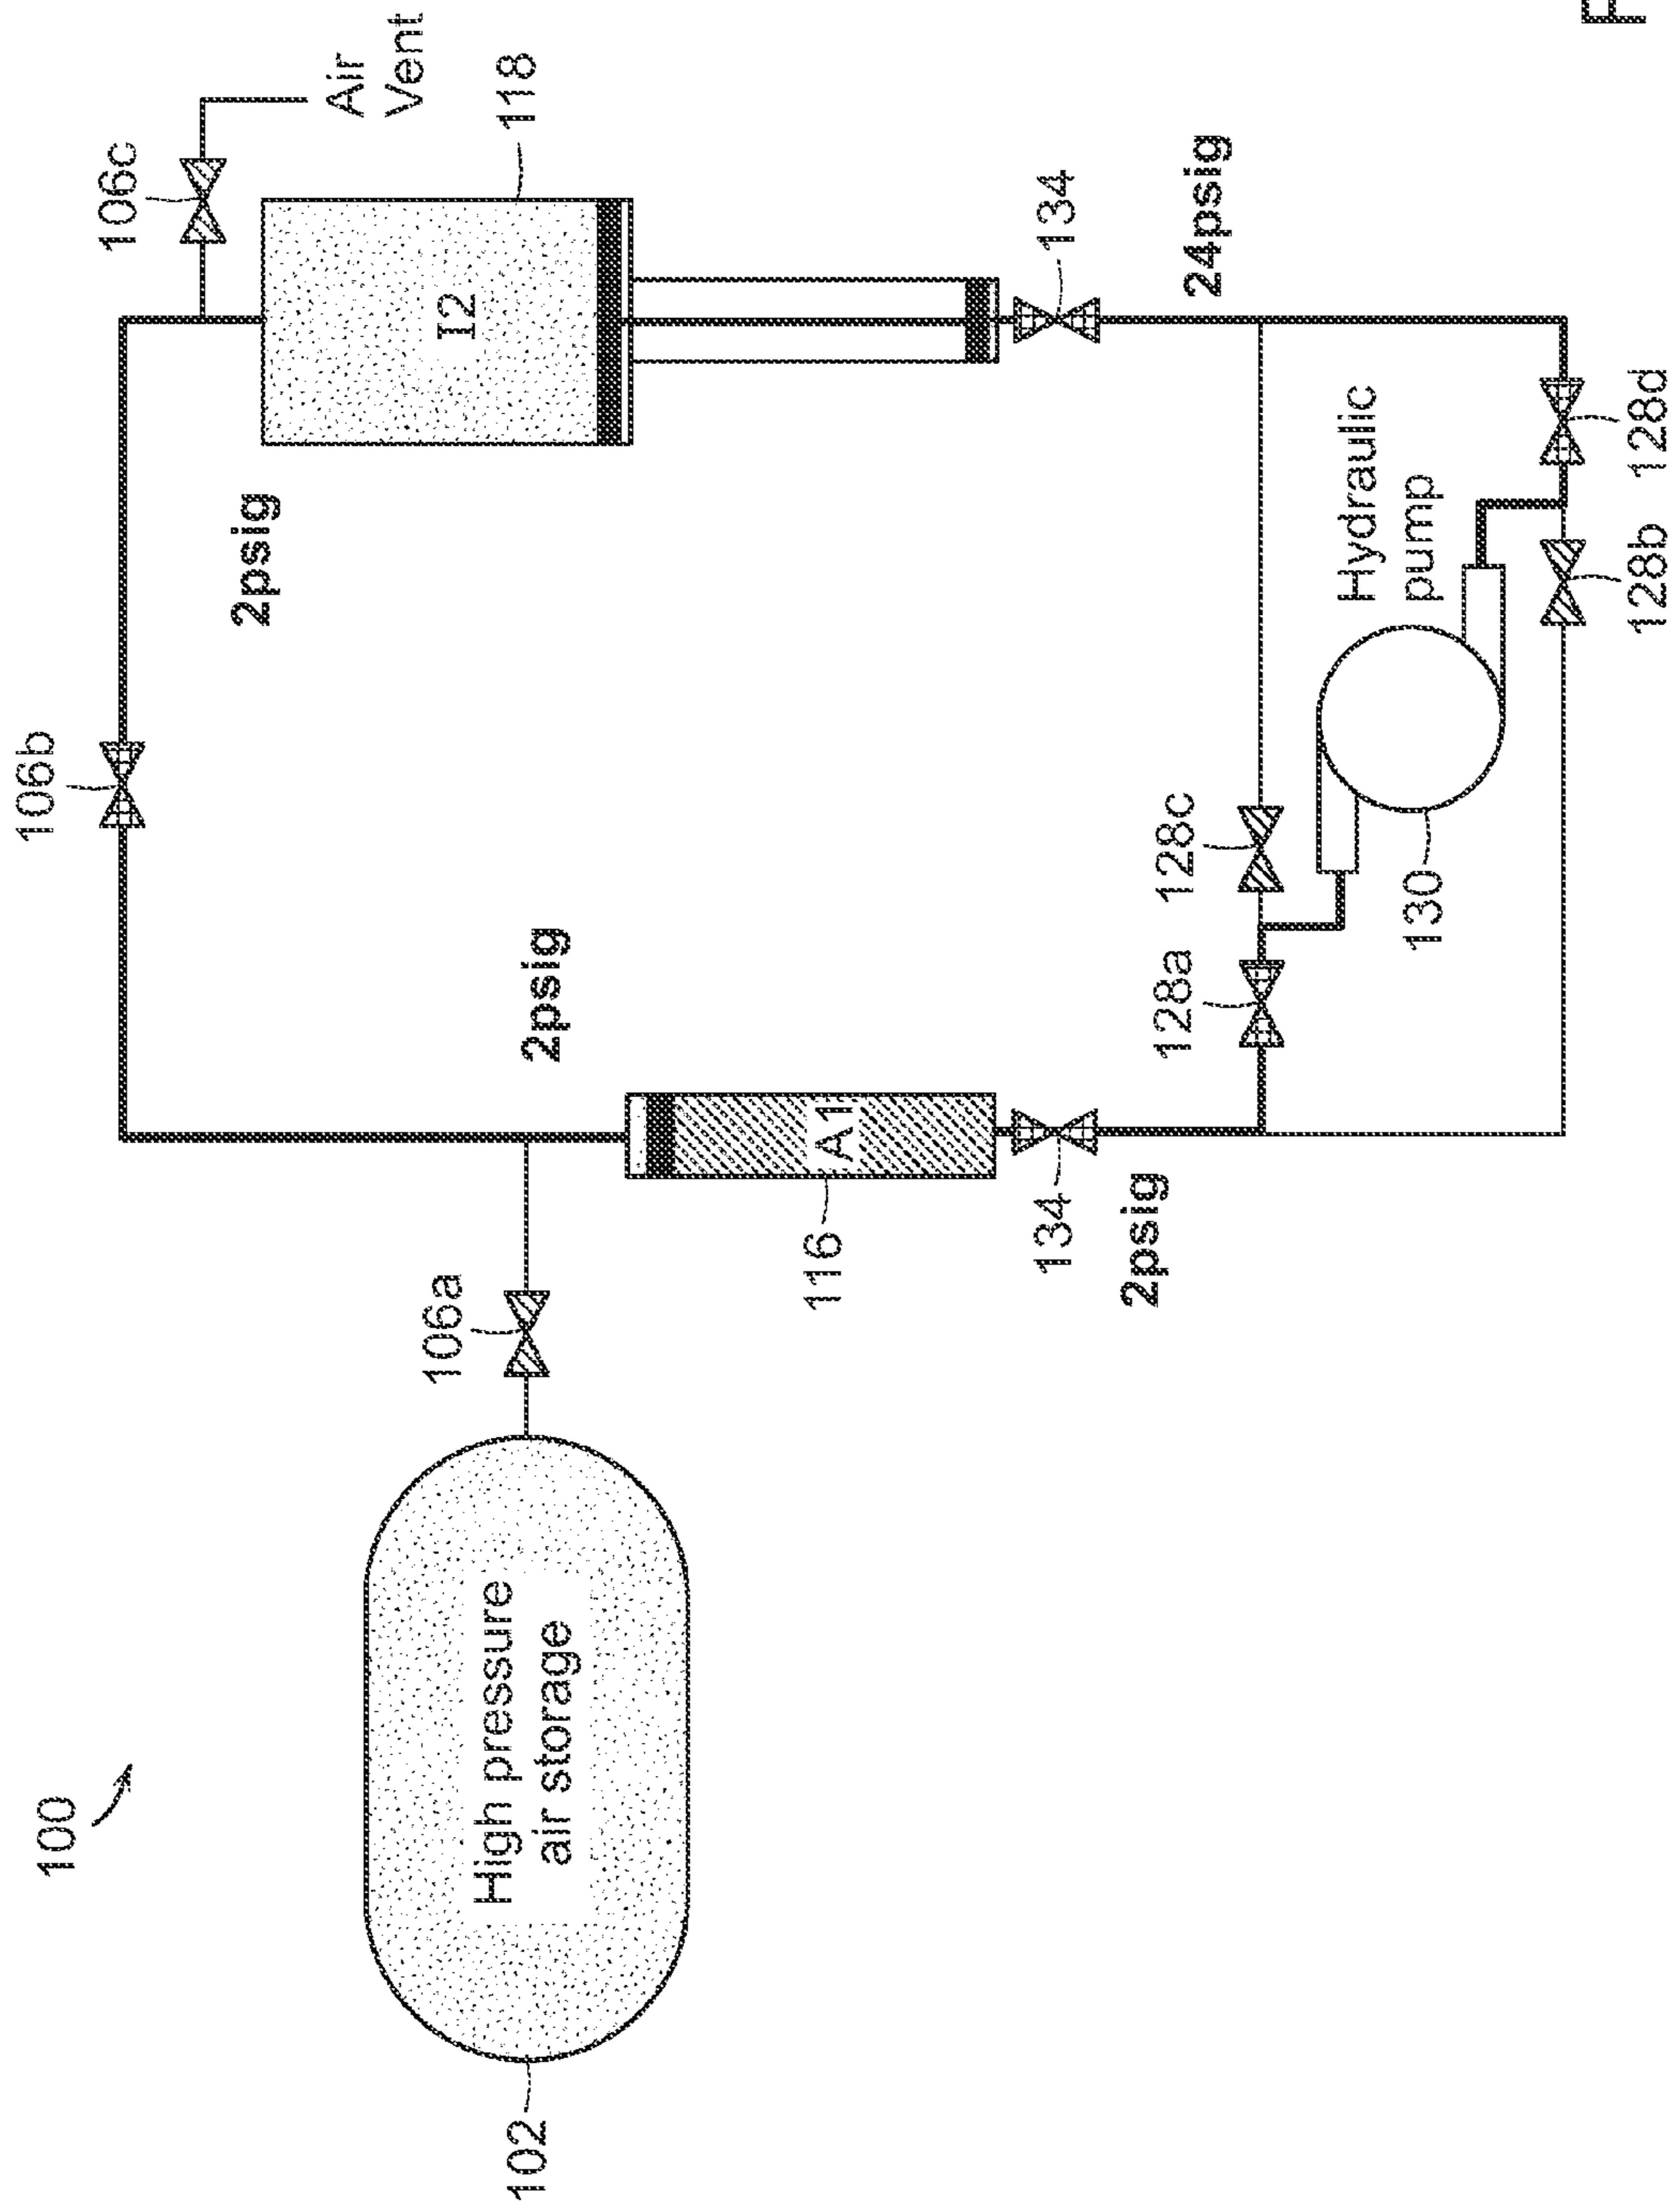 100
106b
106c
2psig
Air
Vent
106a
I2
118
High pressure
air storage
102
2psig
116
A1
134
134
2psig
128a
128c
24psig
Hydraulic
pump
130
128b
128d